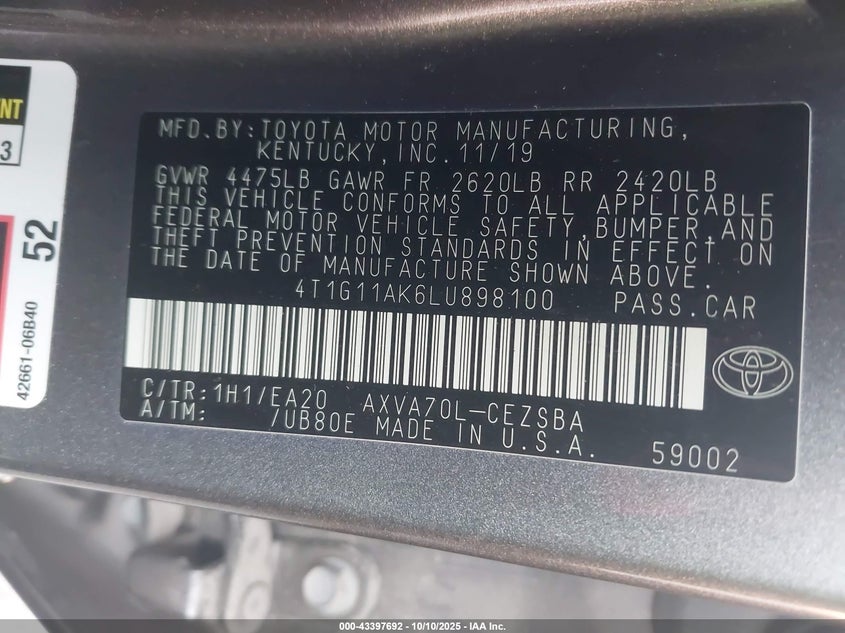 NT
3
52
42661-06B40
MFD.BY:TOYOTA MOTOR MANUFACTURING,
KENTUCKY,INC.11/19
GVWR 4475LB GAWR FR 2620LB RR 2420LB
THIS VEHICLE CONFORMS TO ALL APPLICABLE
FEDERAL MOTOR VEHICLE SAFETY,BUMPER,AND
THEFT PREVENTION STANDARDS IN EFFECT ON
THE DATE OF MANUFACTURE SHOWN ABOVE.
4T1G11AK6LU898100 PASS.CAR
C/TR:1H1/EA20 AXVA70L-CEZSBA
A/TM: /UB80E MADE IN U.S.A.
59002
000-43397692 - 10/10/2025 - IAA Inc.